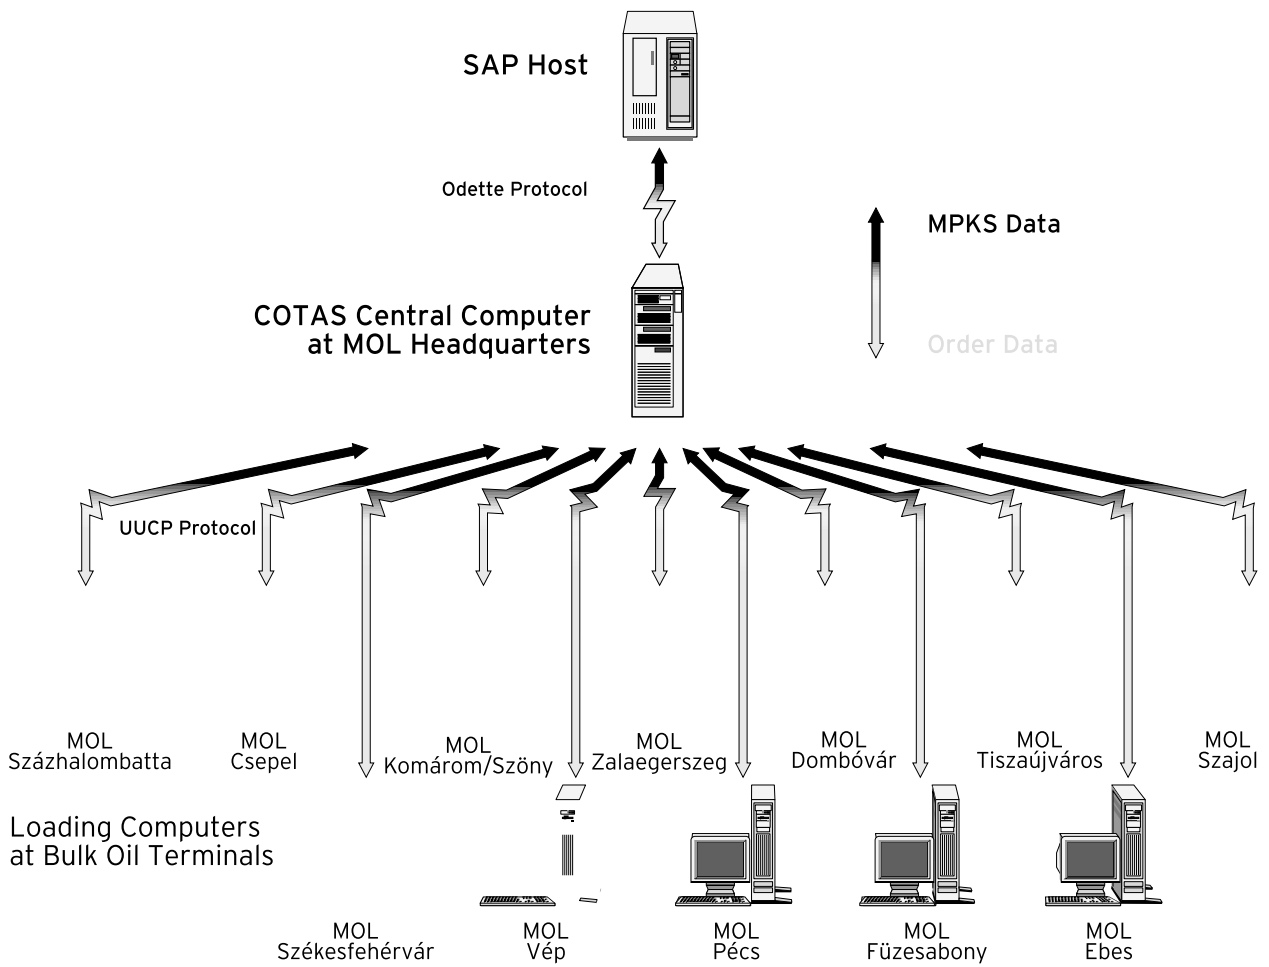 SAP Host
Odette Protocol
MPKS Data
COTAS Central Computer
at MOL Headquarters
Order Data
UUCP Protocol
MOL
Százhalombatta
MOL
Csepel
MOL
Komárom/Szöny
MOL
Zalaegerszeg
MOL
Dombóvár
MOL
Tiszaújváros
MOL
Szajol
Loading Computers
at Bulk Oil Terminals
MOL
Székesfehérvár
MOL
Vép
MOL
Pécs
MOL
Füzesabony
MOL
Ebes